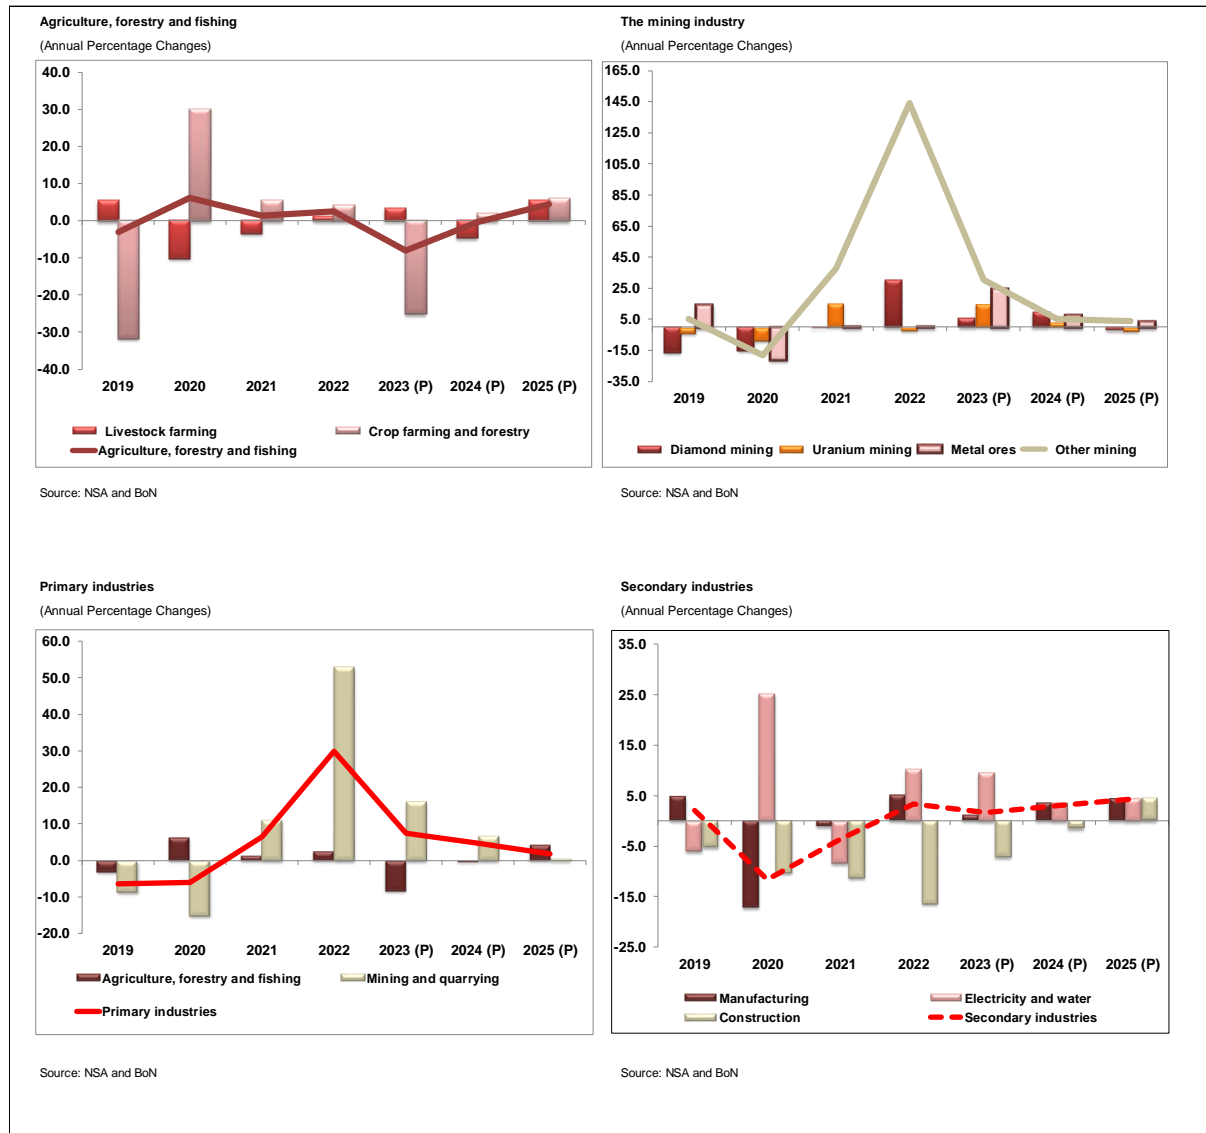 Agriculture, forestry and fishing
(Annual Percentage Changes)
40.0
30.0
20.0
10.0
0.0
-10.0
-20.0
-30.0
-40.0
2019 2020 2021 2022 2023 (P) 2024 (P) 2025 (P)
Livestock farming Crop farming and forestry
Agriculture, forestry and fishing
Source: NSA and BoN
The mining industry
(Annual Percentage Changes)
165.0
145.0
125.0
105.0
85.0
65.0
45.0
25.0
5.0
-15.0
-35.0
2019 2020 2021 2022 2023 (P) 2024 (P) 2025 (P)
Diamond mining Uranium mining Metal ores Other mining
Source: NSA and BoN
Primary industries
(Annual Percentage Changes)
60.0
50.0
40.0
30.0
20.0
10.0
0.0
-10.0
-20.0
2019 2020 2021 2022 2023 (P) 2024 (P) 2025 (P)
Agriculture, forestry and fishing Mining and quarrying
Primary industries
Source: NSA and BoN
Secondary industries
(Annual Percentage Changes)
35.0
25.0
15.0
5.0
-5.0
-15.0
-25.0
2019 2020 2021 2022 2023 (P) 2024 (P) 2025 (P)
Manufacturing Electricity and water
Construction Secondary industries
Source: NSA and BoN